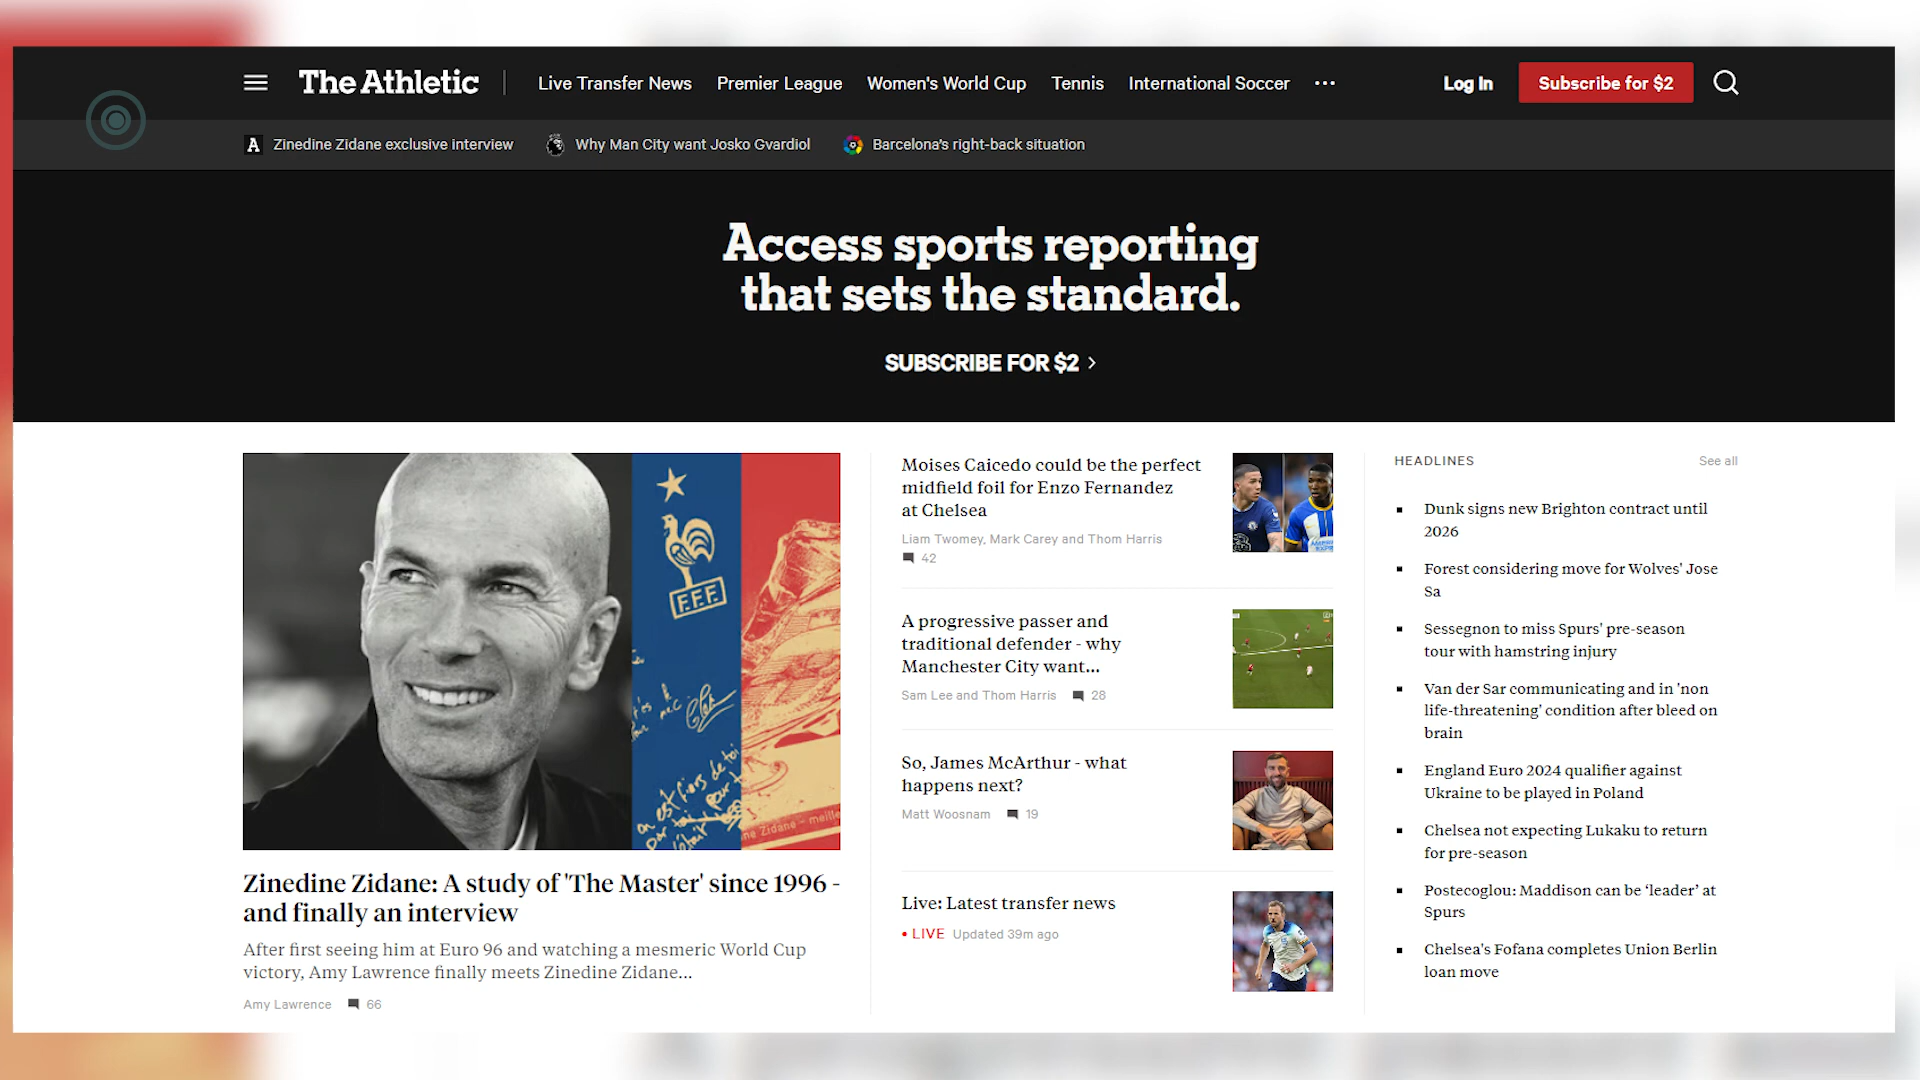 The Athletic
Live Transfer News
Premier League
Women's World Cup
Tennis
International Soccer
Log In
Subscribe for $2
Zinedine Zidane exclusive interview
Why Man City want Josko Gvardiol
Barcelona's right-back situation
Access sports reporting
that sets the standard.
SUBSCRIBE FOR $2
F.F.F.
Zinedine Zidane: A study of 'The Master' since 1996 -
and finally an interview
After first seeing him at Euro 96 and watching a mesmeric World Cup
victory, Amy Lawrence finally meets Zinedine Zidane...
Amy Lawrence 66
Moises Caicedo could be the perfect
midfield foil for Enzo Fernandez
at Chelsea
Liam Twomey, Mark Carey and Thom Harris
42
A progressive passer and
traditional defender - why
Manchester City want...
Sam Lee and Thom Harris 28
So, James McArthur - what
happens next?
Matt Woosnam 19
Live: Latest transfer news
• LIVE Updated 39m ago
HEADLINES
See all
Dunk signs new Brighton contract until
2026
Forest considering move for Wolves' Jose
Sa
Sessegnon to miss Spurs' pre-season
tour with hamstring injury
Van der Sar communicating and in 'non
life-threatening' condition after bleed on
brain
England Euro 2024 qualifier against
Ukraine to be played in Poland
Chelsea not expecting Lukaku to return
for pre-season
Postecoglou: Maddison can be ‘leader’ at
Spurs
Chelsea's Fofana completes Union Berlin
loan move